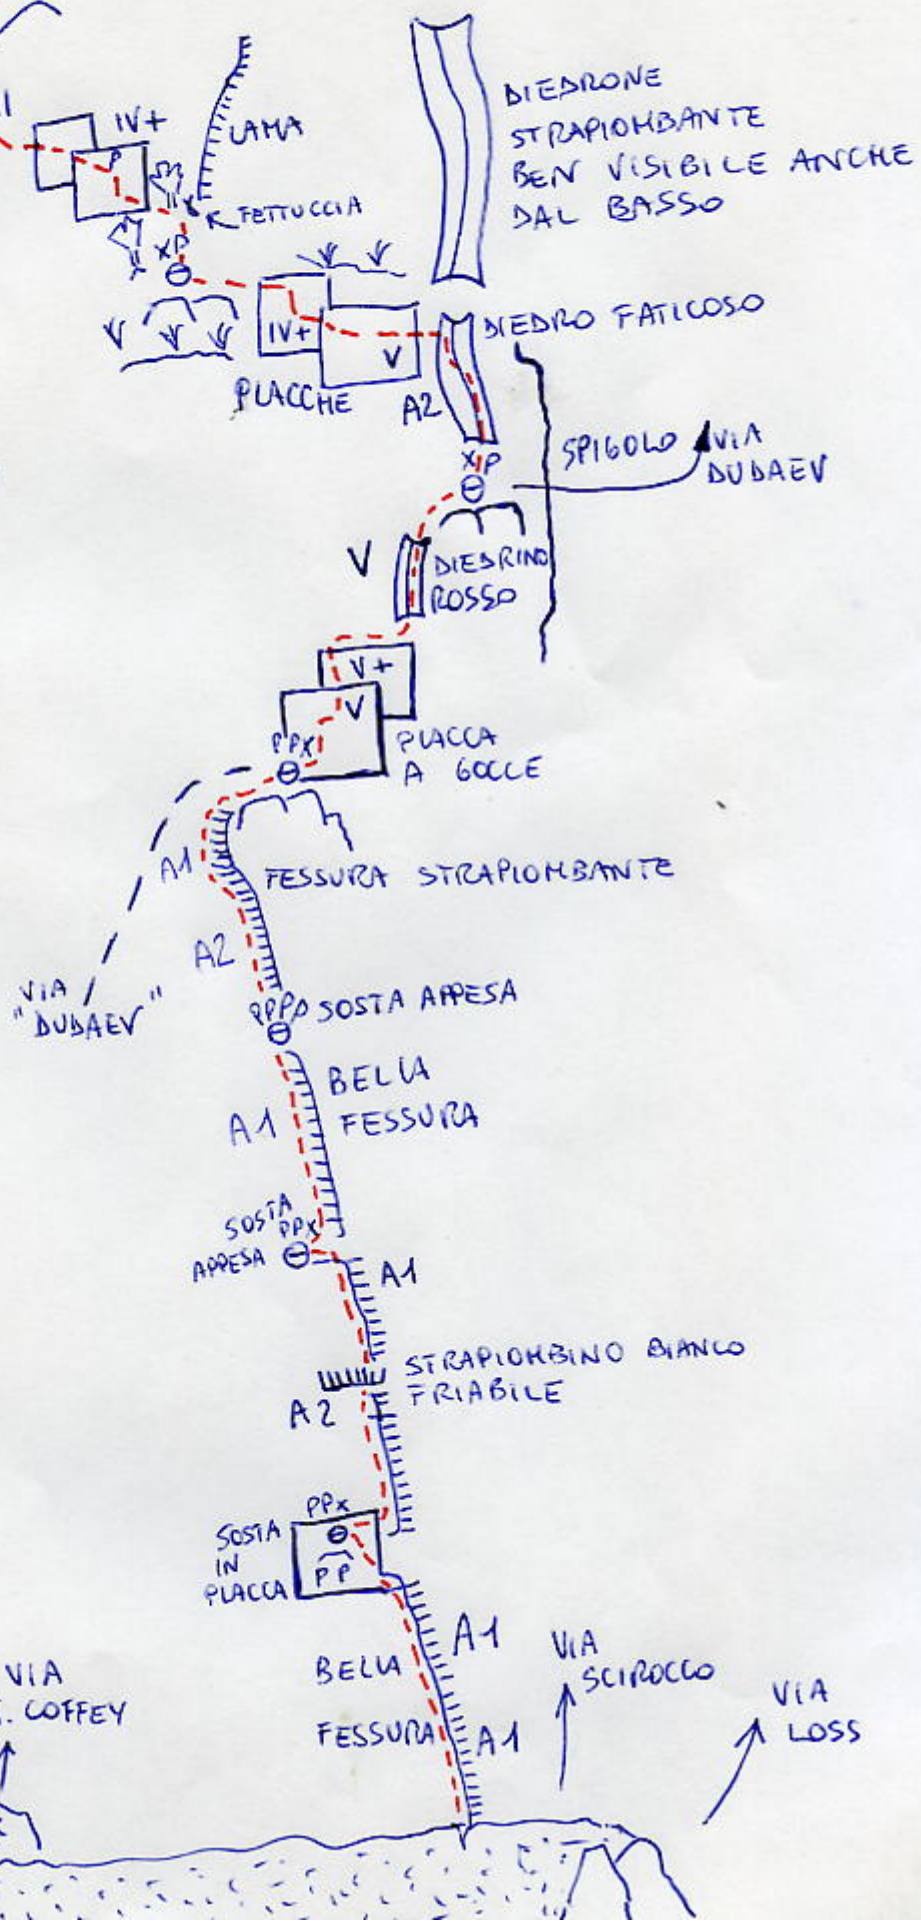 IV+
LAMA
DIEDRONE
STRAPIOMBANTE
BEN VISIBILE ANCHE
DAL BASSO
P
x
FETTUCCIA
xP
IV+
V
DIEDRO FATICOSO
PLACCHE
A2
SPIGOLO
VIA
DUDAEV
xP
V
DIEDRINO
ROSSO
V+
V
PPx
PLACCA
A GOCCE
A1
FESSURA STRAPIOMBANTE
A2
VIA
"DUDAEV"
PPPP SOSTA APPESA
BELLA
FESSURA
A1
SOSTA
APPESA
PPx
A1
STRAPIOMBINO BIANCO
FRIABILE
A2
PPx
SOSTA
IN
PLACCA
PP
A1
BELLA
FESSURA
A1
VIA
SCIROCCO
VIA
LOSS
VIA
. COFFEY